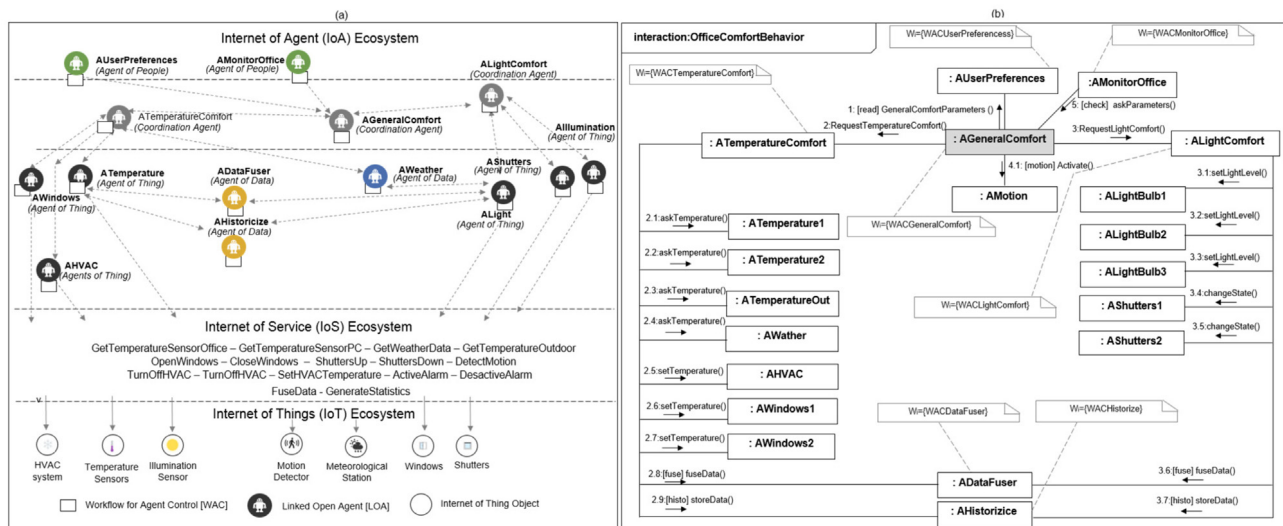 (a)
Internet of Agent (IoA) Ecosystem
AUserPreferences
(Agent of People)
AMonitorOffice
(Agent of People)
ALightComfort
(Coordination Agent)
ATemperatureComfort
(Coordination Agent)
AGeneralComfort
(Coordination Agent)
AIllumination
(Agent of Thing)
AWindows
(Agent of Thing)
ATemperature
(Agent of Thing)
ADataFuser
(Agent of Data)
AWeather
(Agent of Data)
AShutters
(Agent of Thing)
AHistoricize
(Agent of Data)
ALight
(Agent of Thing)
AHVAC
(Agents of Thing)
Internet of Service (IoS) Ecosystem
GetTemperatureSensorOffice – GetTemperatureSensorPC – GetWeatherData – GetTemperatureOutdoor
OpenWindows – CloseWindows – ShuttersUp – ShuttersDown – DetectMotion
TurnOffHVAC – TurnOffHVAC – SetHVACTemperature – ActiveAlarm – DesactiveAlarm
FuseData - GenerateStatistics
v
Internet of Things (IoT) Ecosystem
HVAC
system
Temperature
Sensors
Illumination
Sensor
Motion
Detector
Meteorological
Station
Windows
Shutters
Workflow for Agent Control [WAC]
Linked Open Agent [LOA]
Internet of Thing Object
(b)
interaction:OfficeComfortBehavior
Wi={WACUserPreferencess}
Wi={WACMonitorOffice}
Wi={WACTemperatureComfort}
: AUserPreferences
:AMonitorOffice
1: [read] GeneralComfortParameters ()
5: [check] askParameters()
2:RequestTemperatureComfort()
3:RequestLightComfort()
: ATemperatureComfort
: AGeneralComfort
: ALightComfort
4.1: [motion] Activate()
: AMotion
Wi={WACGeneralComfort}
Wi={WACLightComfort}
2.1:askTemperature()
: ATemperature1
2.2:askTemperature()
: ATemperature2
2.3:askTemperature()
: ATemperatureOut
2.4:askTemperature()
: AWather
2.5:setTemperature()
: AHVAC
2.6:setTemperature()
: AWindows1
2.7:setTemperature()
: AWindows2
3.1:setLightLevel()
: ALightBulb1
3.2:setLightLevel()
: ALightBulb2
3.3:setLightLevel()
: ALightBulb3
3.4:changeState()
: AShutters1
3.5:changeState()
: AShutters2
Wi={WACDataFuser}
Wi={WACHistorize}
2.8:[fuse] fuseData()
: ADataFuser
3.6:[fuse] fuseData()
2.9:[histo] storeData()
: AHistorizice
3.7:[histo] storeData()